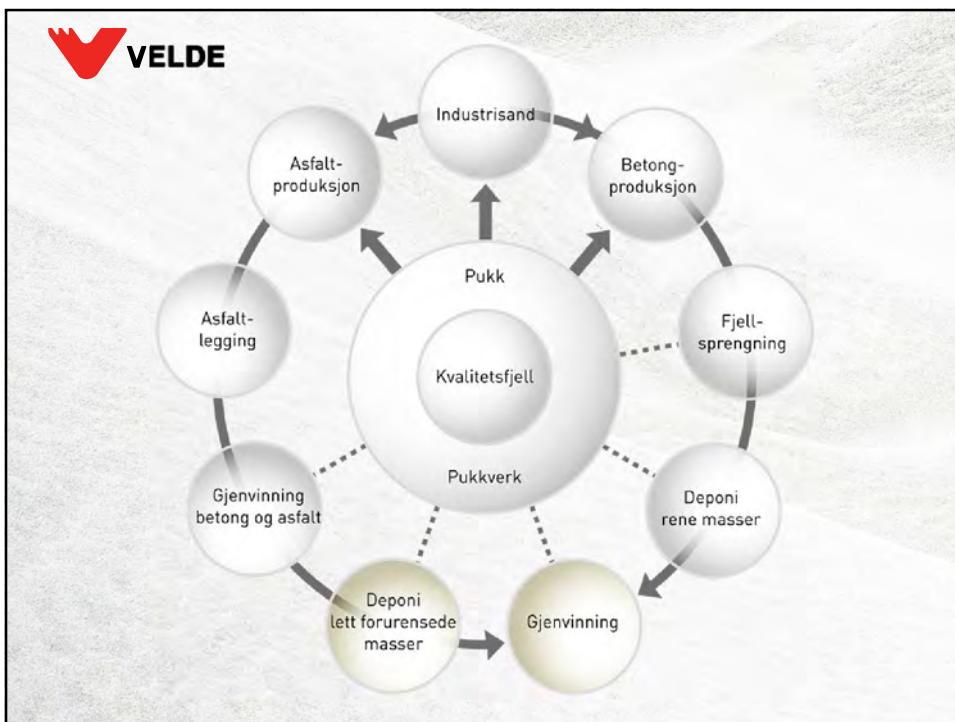 VELDE
Industrisand
Asfalt-
produksjon
Betong-
produksjon
Pukk
Asfalt-
legging
Fjell-
sprengning
Kvalitetsfjell
Pukkverk
Gjenvinning
betong og asfalt
Deponi
rene masser
Deponi
lett forurensede
masser
Gjenvinning